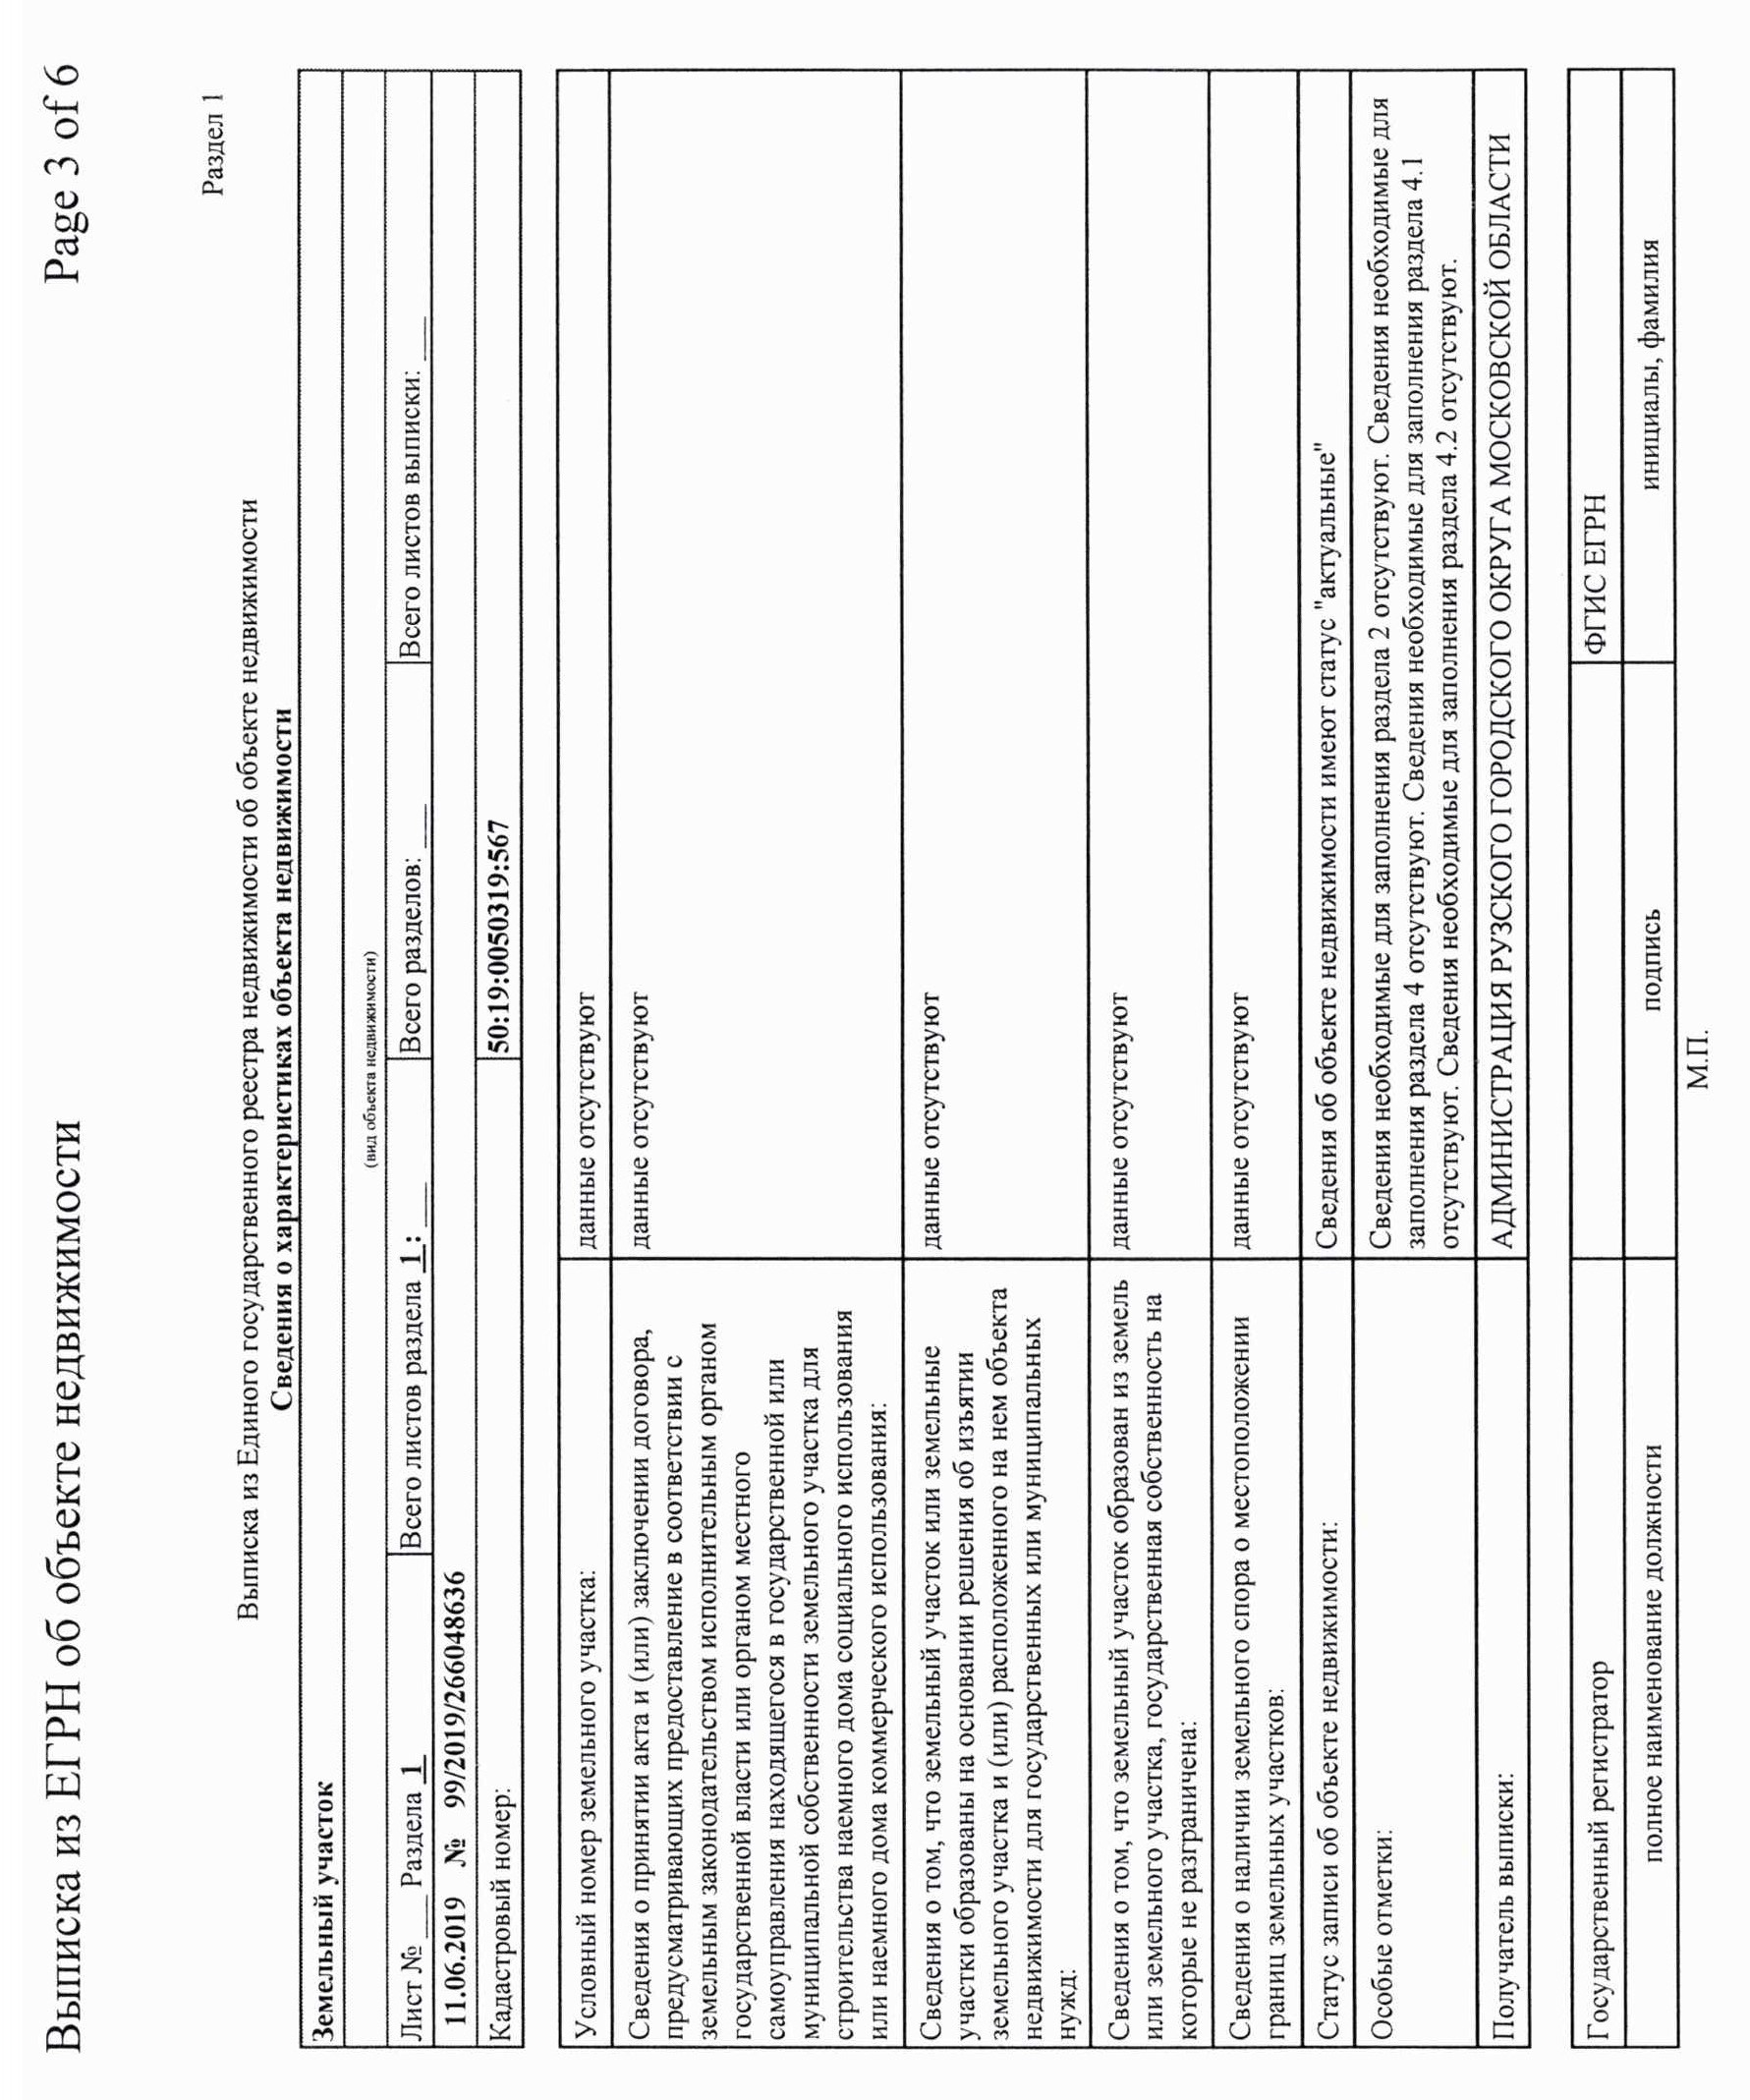 Выписка из ЕГРН об объекте недвижимости Page 3 of 6
Раздел 1
Выписка из Единого государственного реестра недвижимости об объекте недвижимости
Сведения о характеристиках объекта недвижимости
Земельный участок
(вид объекта недвижимости)
Лист № ___ Раздела 1 Всего листов раздела 1: ___ Всего разделов: ___ Всего листов выписки: ___
11.06.2019 № 99/2019/266048636
Кадастровый номер: 50:19:0050319:567
Условный номер земельного участка: данные отсутствуют
Сведения о принятии акта и (или) заключении договора, данные отсутствуют
предусматривающих предоставление в соответствии с
земельным законодательством исполнительным органом
государственной власти или органом местного
самоуправления находящегося в государственной или
муниципальной собственности земельного участка для
строительства наемного дома социального использования
или наемного дома коммерческого использования:
Сведения о том, что земельный участок или земельные данные отсутствуют
участки образованы на основании решения об изъятии
земельного участка и (или) расположенного на нем объекта
недвижимости для государственных или муниципальных
нужд:
Сведения о том, что земельный участок образован из земель данные отсутствуют
или земельного участка, государственная собственность на
которые не разграничена:
Сведения о наличии земельного спора о местоположении данные отсутствуют
границ земельных участков:
Статус записи об объекте недвижимости: Сведения об объекте недвижимости имеют статус "актуальные"
Особые отметки: Сведения необходимые для заполнения раздела 2 отсутствуют. Сведения необходимые для
заполнения раздела 4 отсутствуют. Сведения необходимые для заполнения раздела 4.1
отсутствуют. Сведения необходимые для заполнения раздела 4.2 отсутствуют.
Получатель выписки: АДМИНИСТРАЦИЯ РУЗСКОГО ГОРОДСКОГО ОКРУГА МОСКОВСКОЙ ОБЛАСТИ
Государственный регистратор ФГИС ЕГРН
полное наименование должности подпись инициалы, фамилия
М.П.